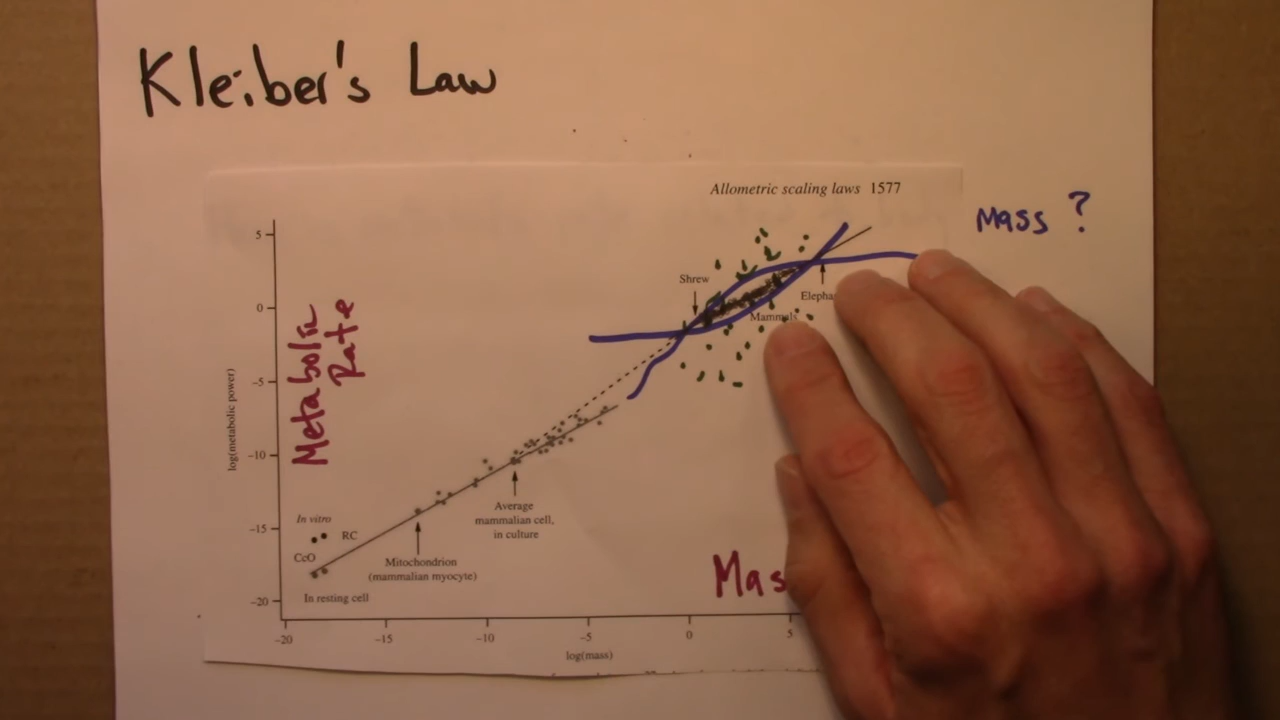 Kleiber's Law
Allometric scaling laws 1577
Mass ?
Metabolic
Rate
log(metabolic power)
5
0
−5
−10
−15
−20
Shrew
Mammals
Average
mammalian cell,
in culture
Mitochondrion
(mammalian myocyte)
In vitro
RC
CcO
In resting cell
−20 −15 −10 −5 0 5
log(mass)